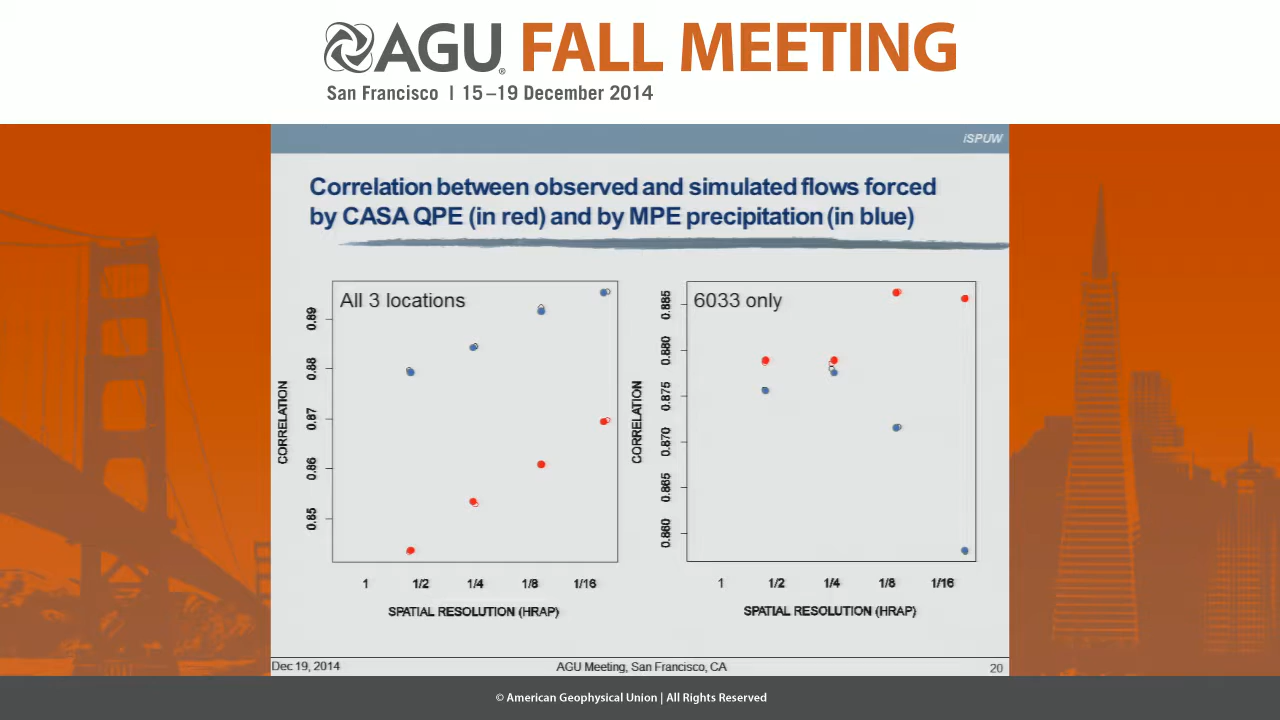 AGU FALL MEETING
San Francisco | 15–19 December 2014
iSPUW
Correlation between observed and simulated flows forced
by CASA QPE (in red) and by MPE precipitation (in blue)
All 3 locations
CORRELATION
0.89
0.88
0.87
0.86
0.85
1 1/2 1/4 1/8 1/16
SPATIAL RESOLUTION (HRAP)
6033 only
CORRELATION
0.885
0.880
0.875
0.870
0.865
0.860
1 1/2 1/4 1/8 1/16
SPATIAL RESOLUTION (HRAP)
Dec 19, 2014 AGU Meeting, San Francisco, CA 20
© American Geophysical Union | All Rights Reserved